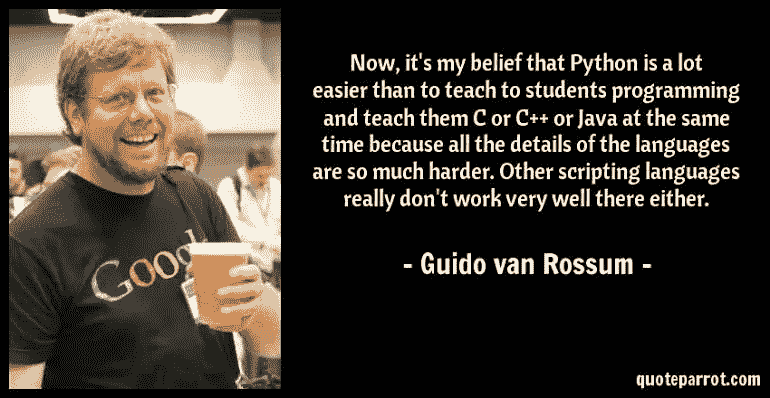 Now, it's my belief that Python is a lot
easier than to teach to students programming
and teach them C or C++ or Java at the same
time because all the details of the languages
are so much harder. Other scripting languages
really don't work very well there either.
- Guido van Rossum -
Google
quoteparrot.com